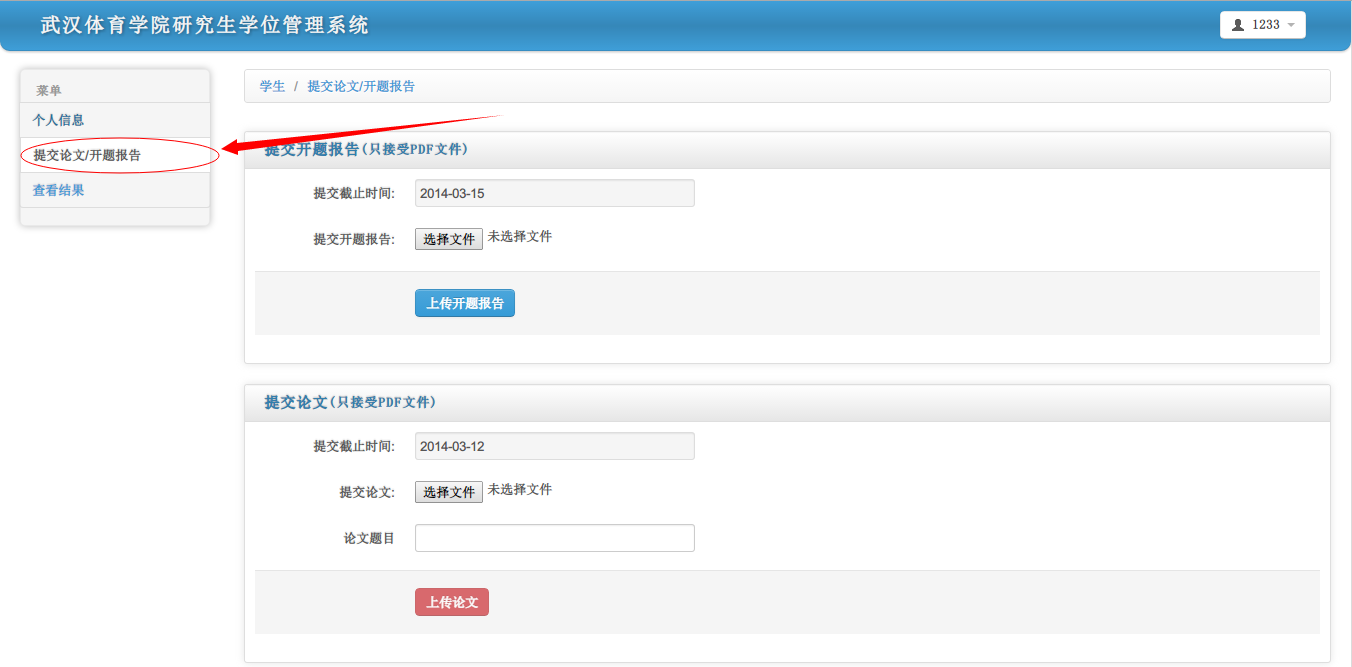 武汉体育学院研究生学位管理系统
1233
菜单
个人信息
提交论文/开题报告
查看结果
学生 / 提交论文/开题报告
提交开题报告(只接受PDF文件)
提交截止时间: 2014-03-15
提交开题报告: 选择文件 未选择文件
上传开题报告
提交论文(只接受PDF文件)
提交截止时间: 2014-03-12
提交论文: 选择文件 未选择文件
论文题目
上传论文